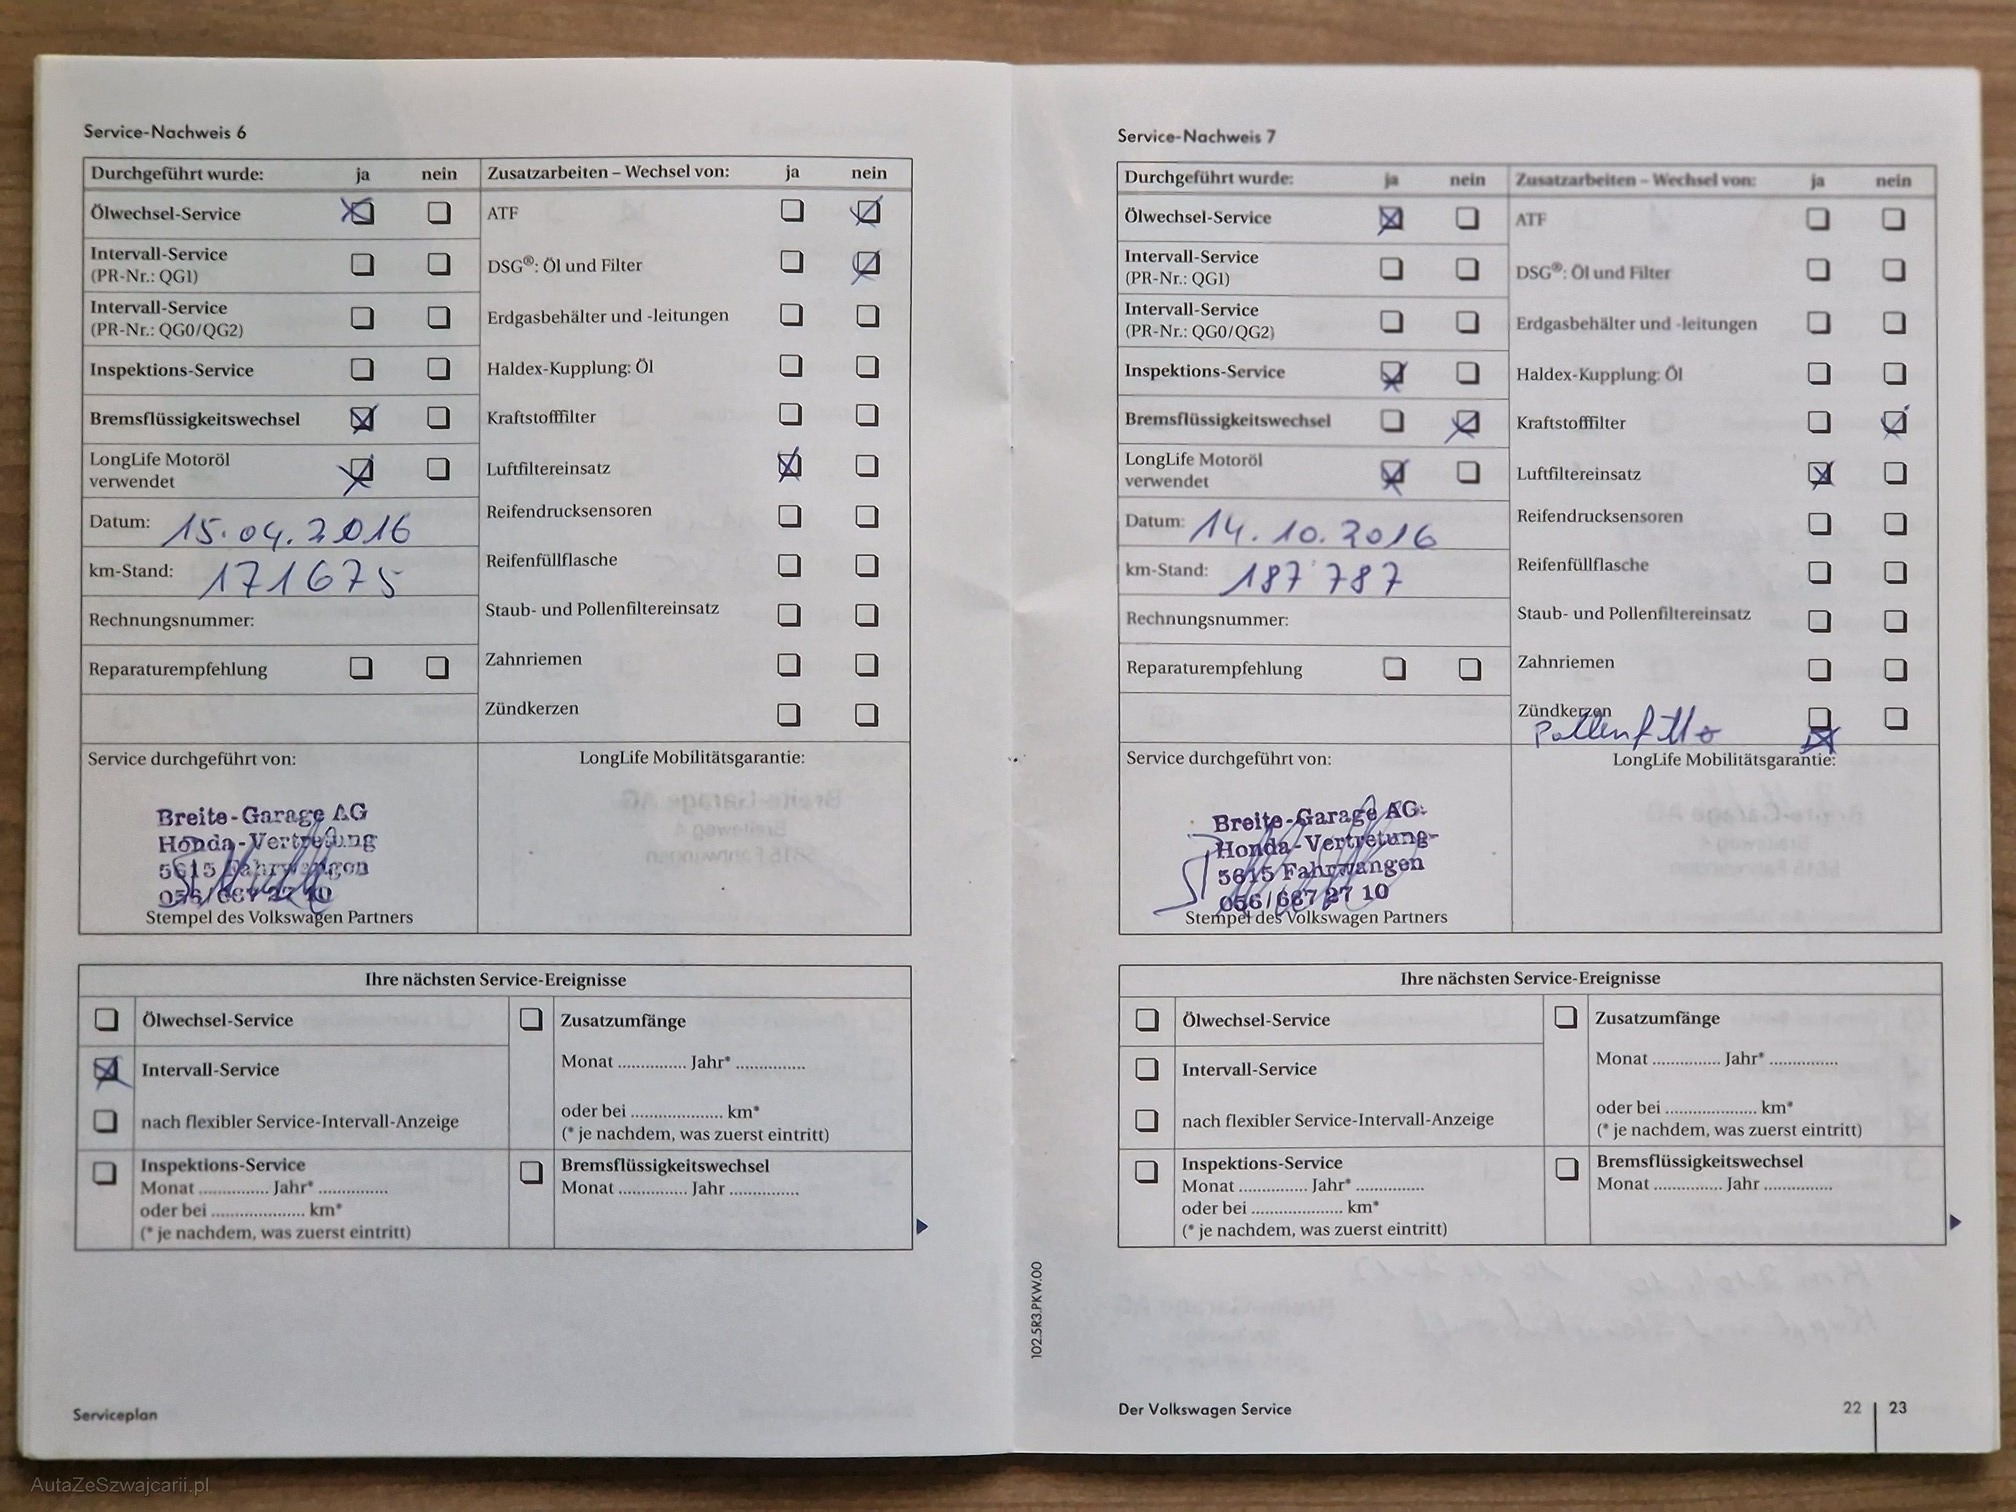 Service-Nachweis 6
Durchgeführt wurde: ja nein
Ölwechsel-Service
Intervall-Service
(PR-Nr.: QG1)
Intervall-Service
(PR-Nr.: QG0/QG2)
Inspektions-Service
Bremsflüssigkeitswechsel
LongLife Motoröl
verwendet
Datum: 15.04.2016
km-Stand: 171675
Rechnungsnummer:
Reparaturempfehlung
Zusatzarbeiten – Wechsel von: ja nein
ATF
DSG®: Öl und Filter
Erdgasbehälter und -leitungen
Haldex-Kupplung: Öl
Kraftstofffilter
Luftfiltereinsatz
Reifendrucksensoren
Reifenfüllflasche
Staub- und Pollenfiltereinsatz
Zahnriemen
Zündkerzen
Service durchgeführt von:
Breite-Garage AG
Honda-Vertretung
5615 Fahrwangen
056/667 27 10
Stempel des Volkswagen Partners
LongLife Mobilitätsgarantie:
Ihre nächsten Service-Ereignisse
Ölwechsel-Service
Intervall-Service
nach flexibler Service-Intervall-Anzeige
Inspektions-Service
Monat .............. Jahr* ..............
oder bei ................... km*
(* je nachdem, was zuerst eintritt)
Zusatzumfänge
Monat .............. Jahr* ..............
oder bei ................... km*
(* je nachdem, was zuerst eintritt)
Bremsflüssigkeitswechsel
Monat .............. Jahr ..............
Serviceplan
Service-Nachweis 7
Durchgeführt wurde: ja nein
Ölwechsel-Service
Intervall-Service
(PR-Nr.: QG1)
Intervall-Service
(PR-Nr.: QG0/QG2)
Inspektions-Service
Bremsflüssigkeitswechsel
LongLife Motoröl
verwendet
Datum: 14.10.2016
km-Stand: 187 787
Rechnungsnummer:
Reparaturempfehlung
Zusatzarbeiten – Wechsel von: ja nein
ATF
DSG®: Öl und Filter
Erdgasbehälter und -leitungen
Haldex-Kupplung: Öl
Kraftstofffilter
Luftfiltereinsatz
Reifendrucksensoren
Reifenfüllflasche
Staub- und Pollenfiltereinsatz
Zahnriemen
Zündkerzen
Pollenfilter
Service durchgeführt von:
Breite-Garage AG
Honda-Vertretung
5615 Fahrwangen
056/667 27 10
Stempel des Volkswagen Partners
LongLife Mobilitätsgarantie:
Ihre nächsten Service-Ereignisse
Ölwechsel-Service
Intervall-Service
nach flexibler Service-Intervall-Anzeige
Inspektions-Service
Monat .............. Jahr* ..............
oder bei ................... km*
(* je nachdem, was zuerst eintritt)
Zusatzumfänge
Monat .............. Jahr* ..............
oder bei ................... km*
(* je nachdem, was zuerst eintritt)
Bremsflüssigkeitswechsel
Monat .............. Jahr ..............
102.5R3.PKW.00
Der Volkswagen Service
22 23
AutaZeSzwajcarii.pl